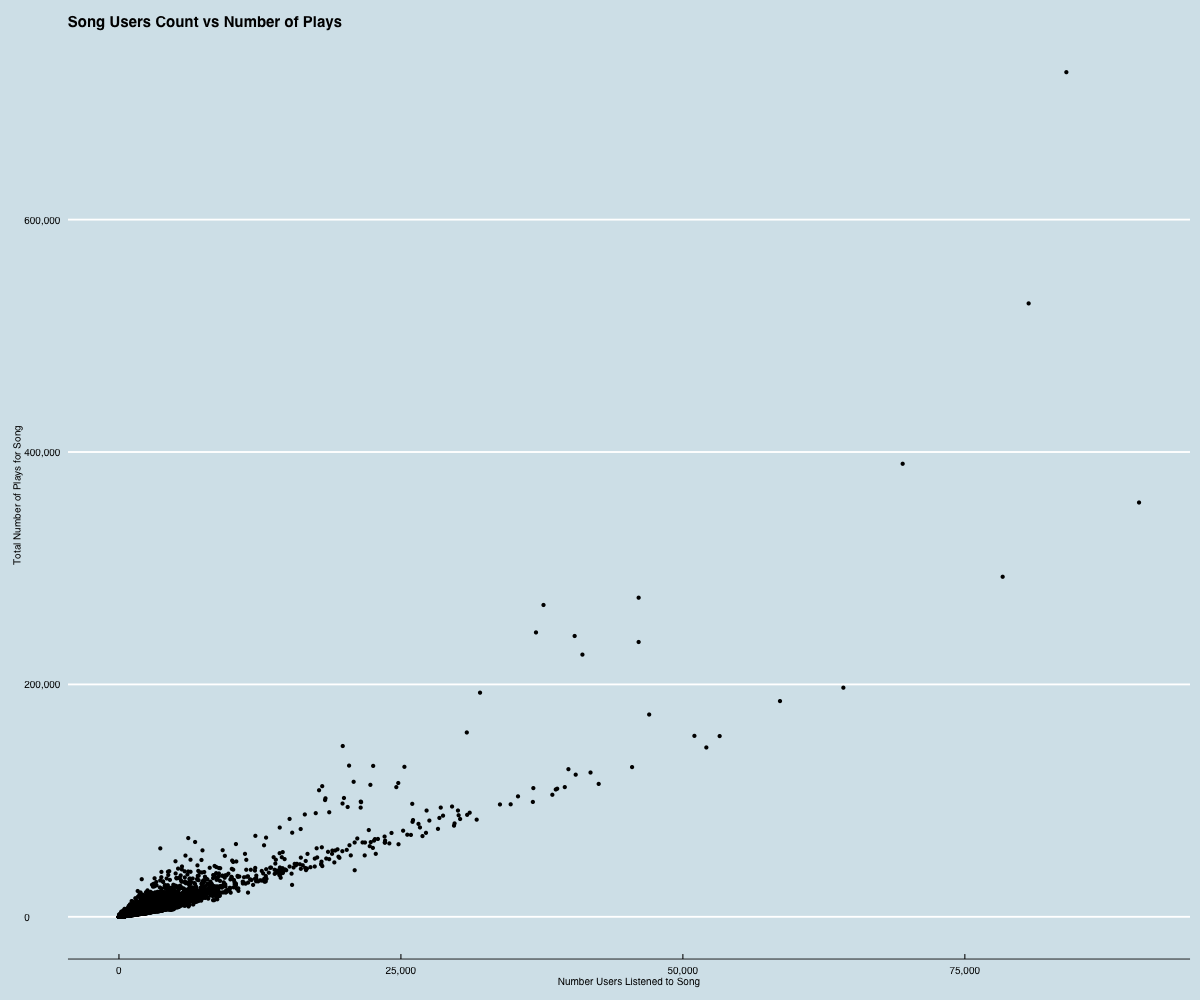 Song Users Count vs Number of Plays
Total Number of Plays for Song
600,000
400,000
200,000
0
0
25,000
50,000
75,000
Number Users Listened to Song